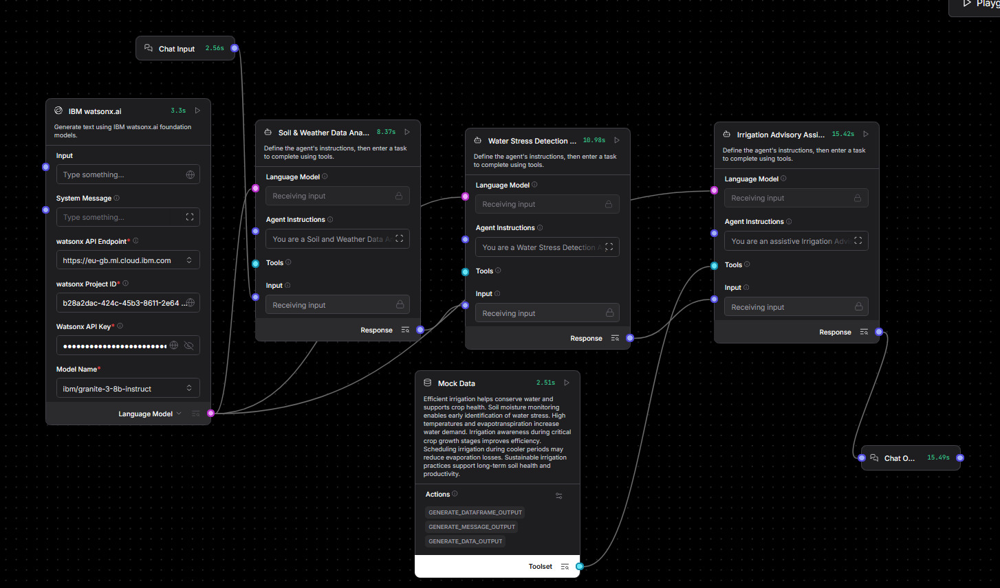 Playg
Chat Input 2.56s
IBM watsonx.ai 3.3s
Generate text using IBM watsonx.ai foundation
models.
Input
Type something...
System Message
Type something...
watsonx API Endpoint*
https://eu-gb.ml.cloud.ibm.com
watsonx Project ID*
b28a2dac-424c-45b3-8611-2e64 ...
Watsonx API Key*
Model Name*
ibm/granite-3-8b-instruct
Language Model
Soil & Weather Data Ana... 8.37s
Define the agent's instructions, then enter a task
to complete using tools.
Language Model
Receiving input
Agent Instructions
You are a Soil and Weather Data An
Tools
Input
Receiving input
Response
Water Stress Detection ... 10.98s
Define the agent's instructions, then enter a task
to complete using tools.
Language Model
Receiving input
Agent Instructions
You are a Water Stress Detection A
Tools
Input
Receiving input
Response
Irrigation Advisory Assi... 15.42s
Define the agent's instructions, then enter a task
to complete using tools.
Language Model
Receiving input
Agent Instructions
You are an assistive Irrigation Advi
Tools
Input
Receiving input
Response
Mock Data 2.51s
Efficient irrigation helps conserve water and
supports crop health. Soil moisture monitoring
enables early identification of water stress. High
temperatures and evapotranspiration increase
water demand. Irrigation awareness during critical
crop growth stages improves efficiency.
Scheduling irrigation during cooler periods may
reduce evaporation losses. Sustainable irrigation
practices support long-term soil health and
productivity.
Actions
GENERATE_DATAFRAME_OUTPUT
GENERATE_MESSAGE_OUTPUT
GENERATE_DATA_OUTPUT
Toolset
Chat O... 15.49s